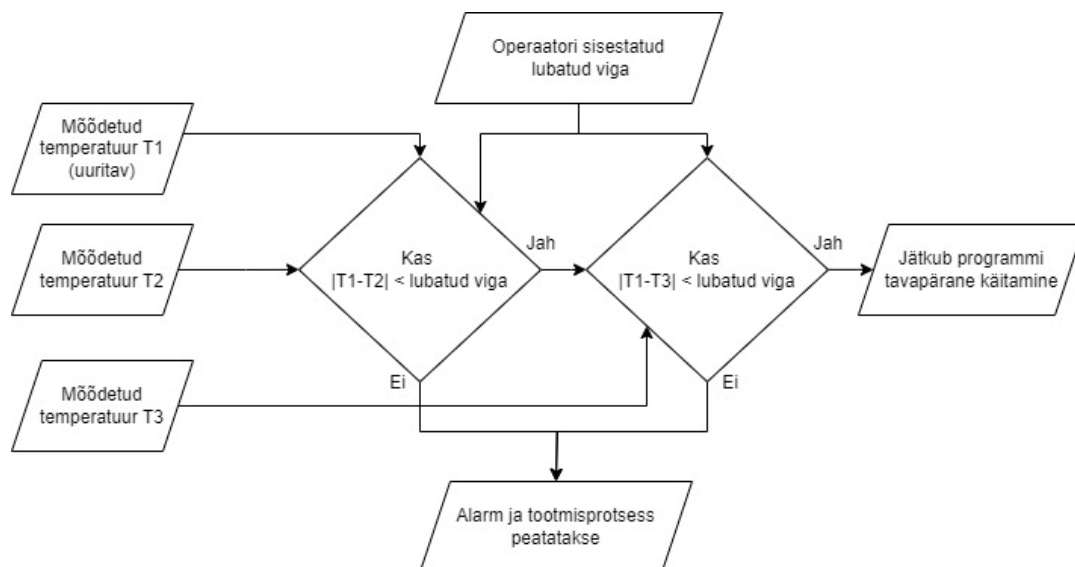 Operaatori sisestatud
lubatud viga
Mõõdetud
temperatuur T1
(uuritav)
Mõõdetud
temperatuur T2
Kas
|T1-T2| < lubatud viga
Jah
Kas
|T1-T3| < lubatud viga
Jah
Jätkub programmi
tavapärane käitamine
Mõõdetud
temperatuur T3
Ei
Ei
Alarm ja tootmisprotsess
peatatakse